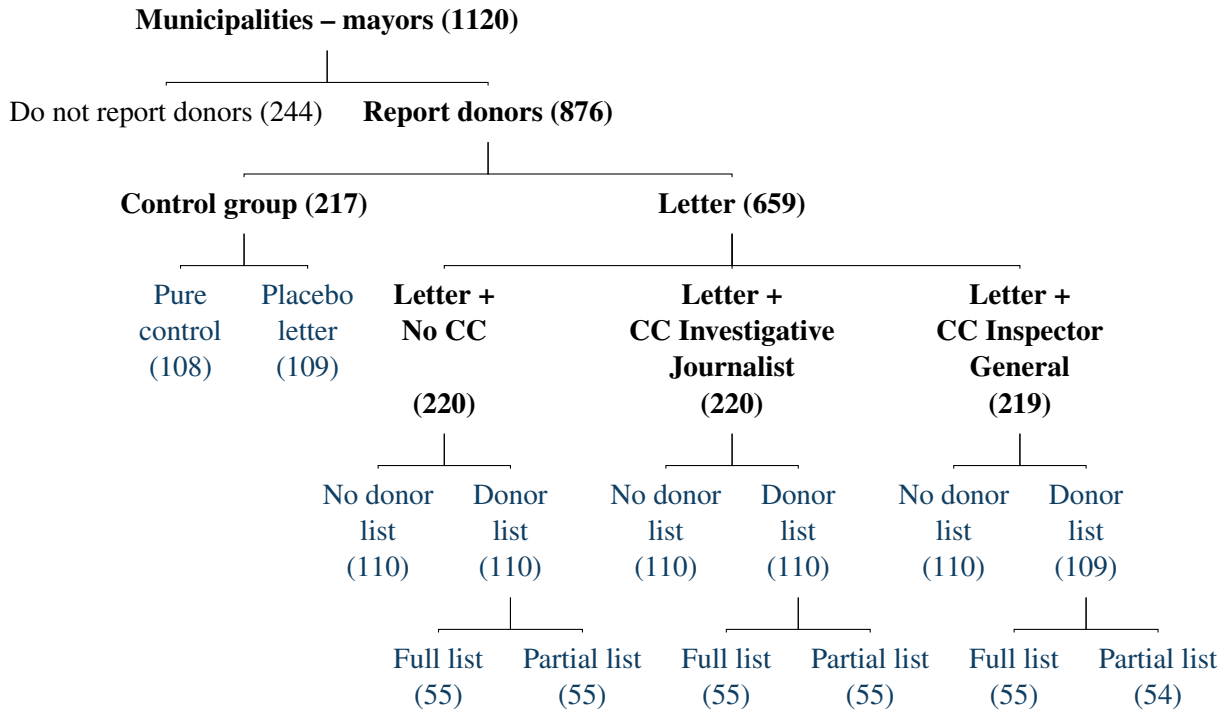 Municipalities – mayors (1120)
Do not report donors (244)
Report donors (876)
Control group (217)
Letter (659)
Pure
control
(108)
Placebo
letter
(109)
Letter +
No CC
(220)
Letter +
CC Investigative
Journalist
(220)
Letter +
CC Inspector
General
(219)
No donor
list
(110)
Donor
list
(110)
No donor
list
(110)
Donor
list
(110)
No donor
list
(110)
Donor
list
(109)
Full list
(55)
Partial list
(55)
Full list
(55)
Partial list
(55)
Full list
(55)
Partial list
(54)